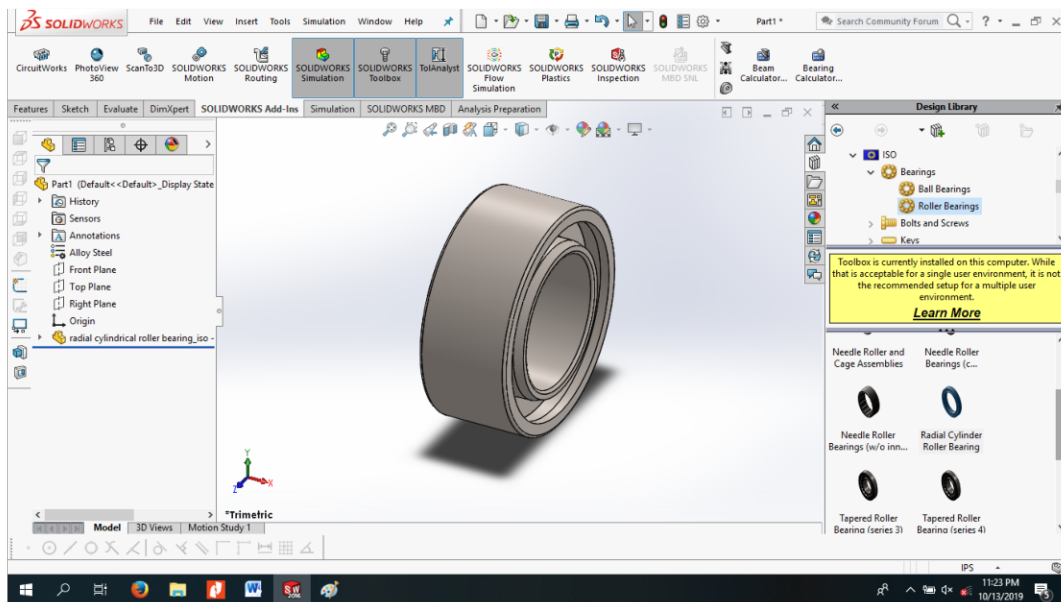 SOLIDWORKS File Edit View Insert Tools Simulation Window Help Part1 * Search Community Forum
CircuitWorks PhotoView 360 ScanTo3D SOLIDWORKS Motion SOLIDWORKS Routing SOLIDWORKS Simulation SOLIDWORKS Toolbox TolAnalyst SOLIDWORKS Flow Simulation SOLIDWORKS Plastics SOLIDWORKS Inspection SOLIDWORKS MBD SNL Beam Calculator... Bearing Calculator...
Features Sketch Evaluate DimXpert SOLIDWORKS Add-Ins Simulation SOLIDWORKS MBD Analysis Preparation
Part1 (Default<<Default>_Display State
History
Sensors
Annotations
Alloy Steel
Front Plane
Top Plane
Right Plane
Origin
radial cylindrical roller bearing_iso -
Y
X
Z
*Trimetric
Design Library
ISO
Bearings
Ball Bearings
Roller Bearings
Bolts and Screws
Keys
Toolbox is currently installed on this computer. While
that is acceptable for a single user environment, it is not
the recommended setup for a multiple user
environment.
Learn More
Needle Roller and Cage Assemblies
Needle Roller Bearings (c...
Needle Roller Bearings (w/o inn...
Radial Cylinder Roller Bearing
Tapered Roller Bearing (series 3)
Tapered Roller Bearing (series 4)
Model 3D Views Motion Study 1
IPS
11:23 PM
10/13/2019